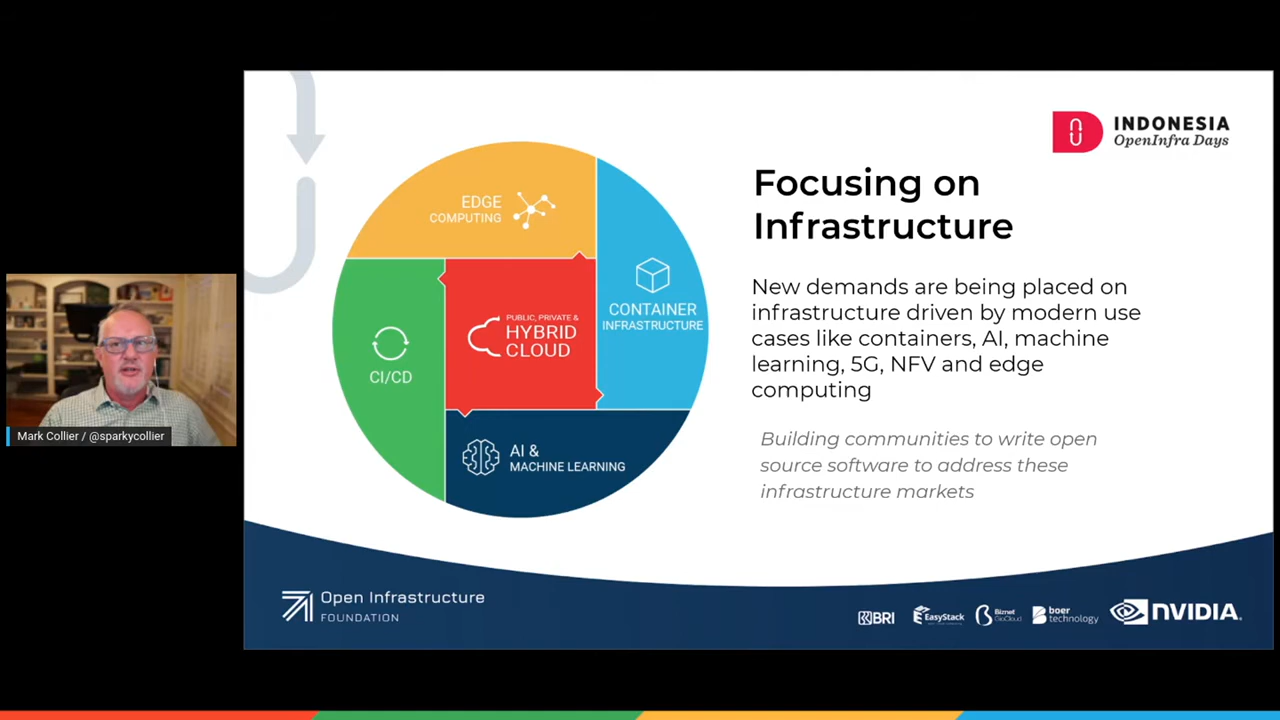 INDONESIA
OpenInfra Days
Focusing on
Infrastructure
New demands are being placed on
infrastructure driven by modern use
cases like containers, AI, machine
learning, 5G, NFV and edge
computing
Building communities to write open
source software to address these
infrastructure markets
EDGE
COMPUTING
CONTAINER
INFRASTRUCTURE
PUBLIC, PRIVATE &
HYBRID
CLOUD
CI/CD
AI &
MACHINE LEARNING
Mark Collier / @sparkycollier
Open Infrastructure
FOUNDATION
BRI
EasyStack
Biznet
GioCloud
boer
technology
NVIDIA.